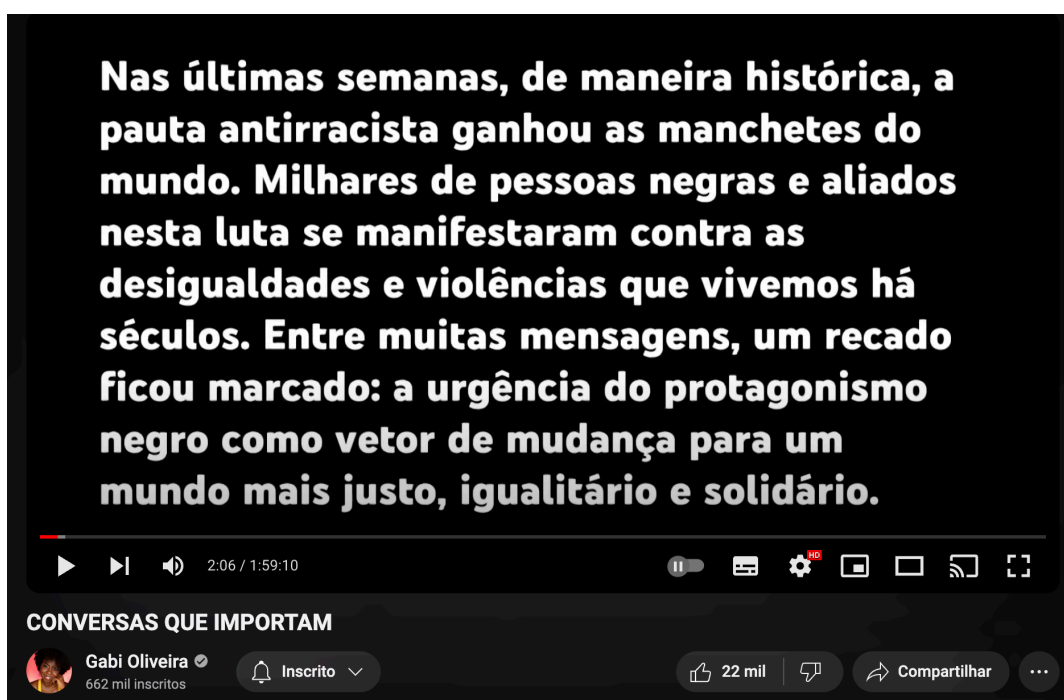 Nas últimas semanas, de maneira histórica, a
pauta antirracista ganhou as manchetes do
mundo. Milhares de pessoas negras e aliados
nesta luta se manifestaram contra as
desigualdades e violências que vivemos há
séculos. Entre muitas mensagens, um recado
ficou marcado: a urgência do protagonismo
negro como vetor de mudança para um
mundo mais justo, igualitário e solidário.
2:06 / 1:59:10
HD
CONVERSAS QUE IMPORTAM
Gabi Oliveira
662 mil inscritos
Inscrito
22 mil
Compartilhar